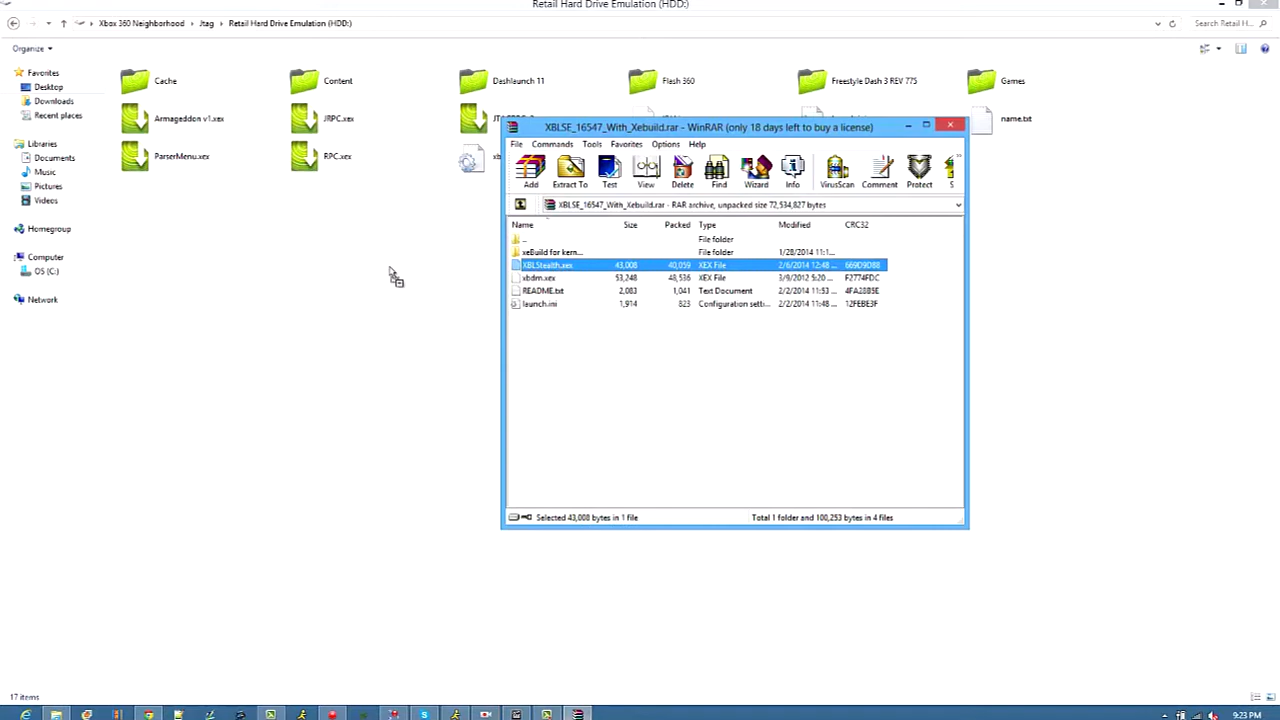 Retail Hard Drive Emulation (HDD:)
Xbox 360 Neighborhood Jtag Retail Hard Drive Emulation (HDD:) Search Retail H...
Organize
Favorites
Desktop
Downloads
Recent places
Libraries
Documents
Music
Pictures
Videos
Homegroup
Computer
OS (C:)
Network
Cache Content Dashlaunch 11 Flash 360 Freestyle Dash 3 REV 775 Games
Armageddon v1.xex JRPC.xex name.txt
ParserMenu.xex RPC.xex
XBLSE_16547_With_Xebuild.rar - WinRAR (only 18 days left to buy a license)
File Commands Tools Favorites Options Help
Add Extract To Test View Delete Find Wizard Info VirusScan Comment Protect S
XBLSE_16547_With_Xebuild.rar - RAR archive, unpacked size 72,534,827 bytes
Name Size Packed Type Modified CRC32
.. File folder
xeBuild for kern... File folder 1/28/2014 11:1...
XBLStealth.xex 43,008 40,059 XEX File 2/6/2014 12:48 ... 669D9D88
xbdm.xex 53,248 48,536 XEX File 3/9/2012 5:20 ... F2774FDC
README.txt 2,083 1,041 Text Document 2/2/2014 11:53 ... 4FA28B5E
launch.ini 1,914 823 Configuration setti... 2/2/2014 11:48 ... 12FEBE3F
Selected 43,008 bytes in 1 file Total 1 folder and 100,253 bytes in 4 files
17 items
9:23 PM